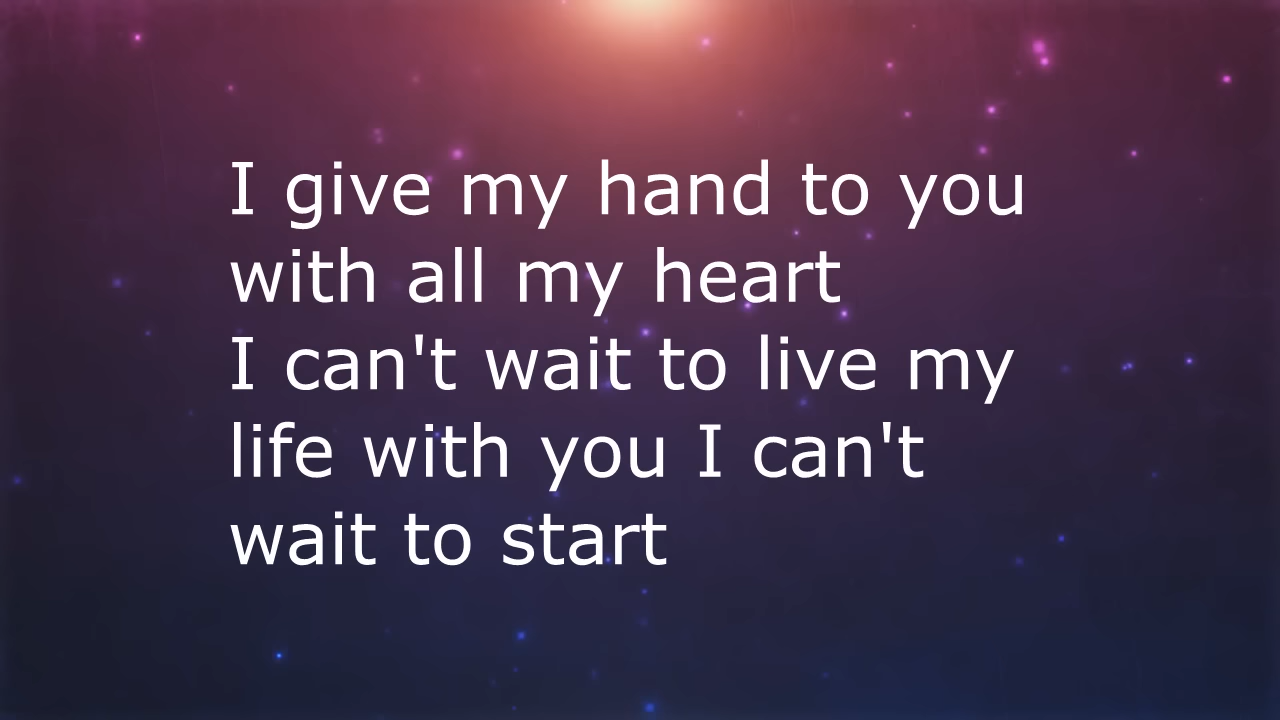 I give my hand to you
with all my heart
I can't wait to live my
life with you I can't
wait to start